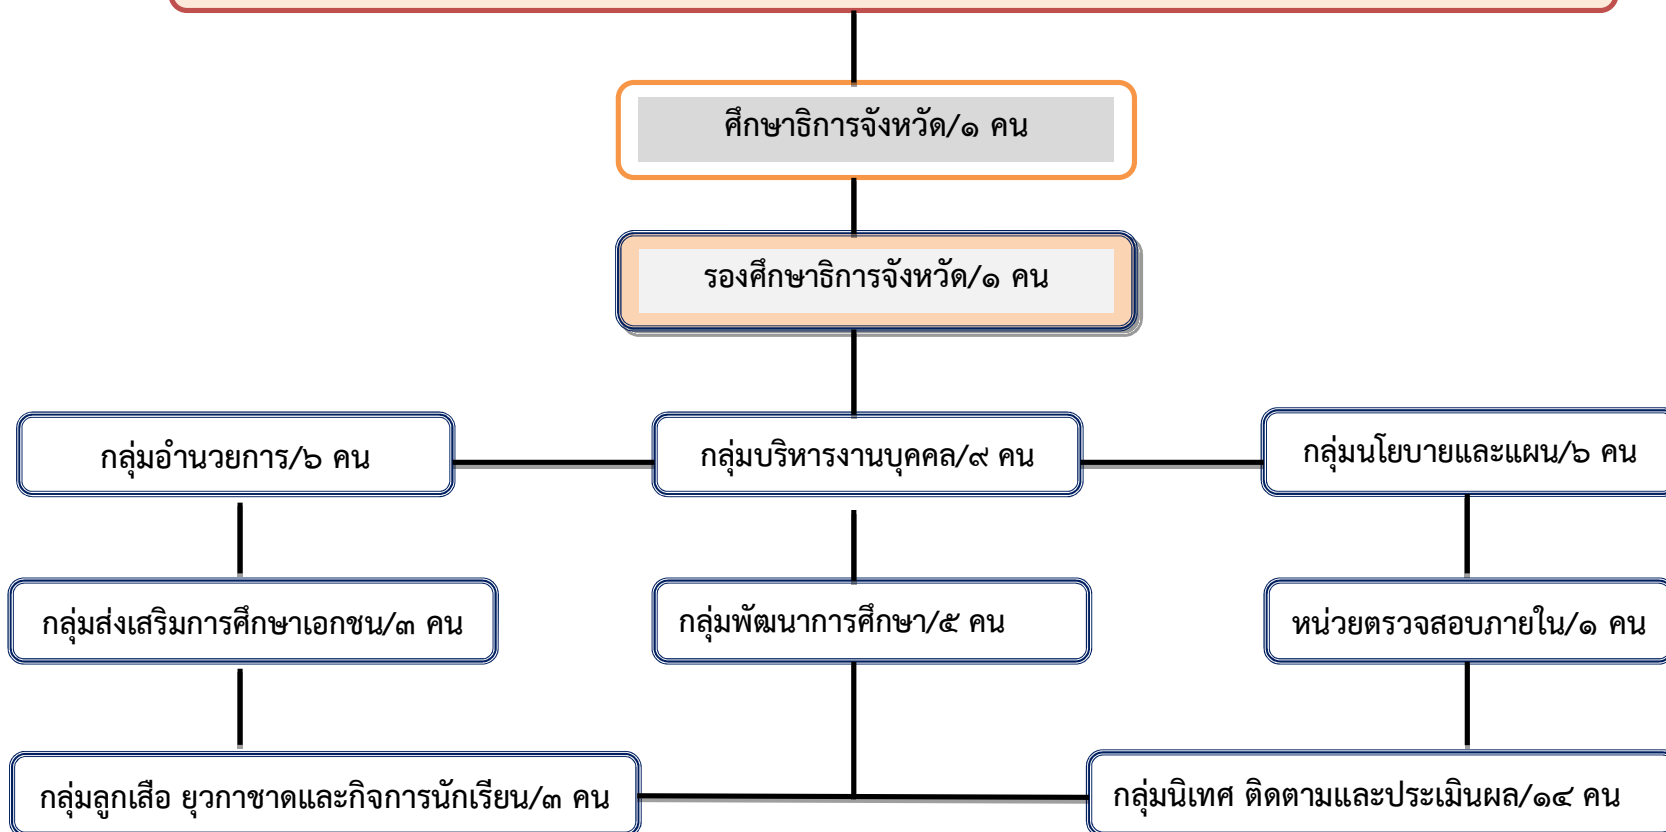 ศึกษาธิการจังหวัด/๑ คน
รองศึกษาธิการจังหวัด/๑ คน
กลุ่มอำนวยการ/๖ คน
กลุ่มบริหารงานบุคคล/๙ คน
กลุ่มนโยบายและแผน/๖ คน
กลุ่มส่งเสริมการศึกษาเอกชน/๓ คน
กลุ่มพัฒนาการศึกษา/๕ คน
หน่วยตรวจสอบภายใน/๑ คน
กลุ่มลูกเสือ ยุวกาชาดและกิจการนักเรียน/๓ คน
กลุ่มนิเทศ ติดตามและประเมินผล/๑๔ คน